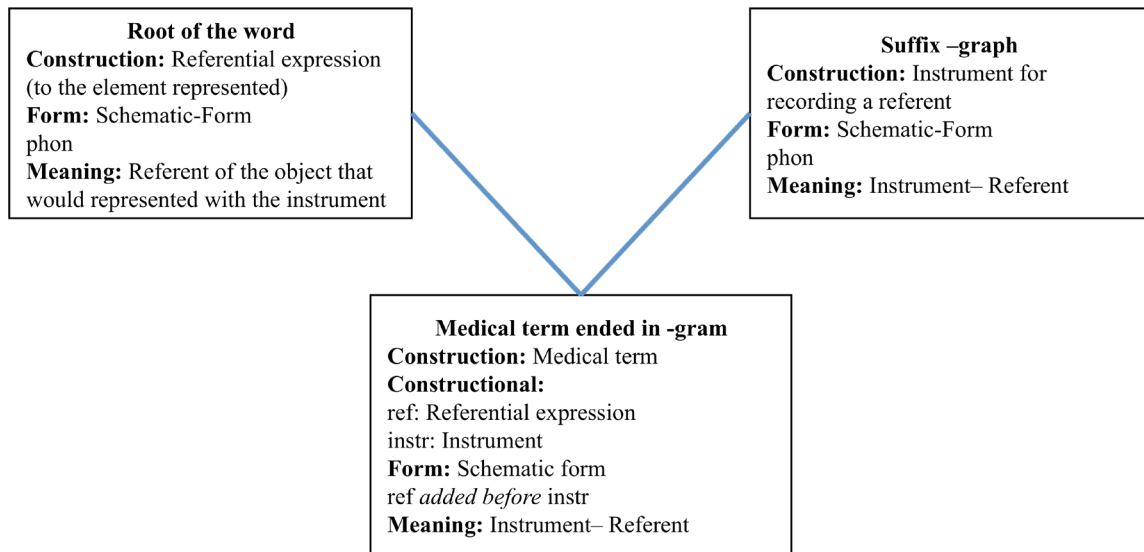 Root of the word
Construction: Referential expression
(to the element represented)
Form: Schematic-Form
phon
Meaning: Referent of the object that
would represented with the instrument
Suffix –graph
Construction: Instrument for
recording a referent
Form: Schematic-Form
phon
Meaning: Instrument– Referent
Medical term ended in -gram
Construction: Medical term
Constructional:
ref: Referential expression
instr: Instrument
Form: Schematic form
ref added before instr
Meaning: Instrument– Referent